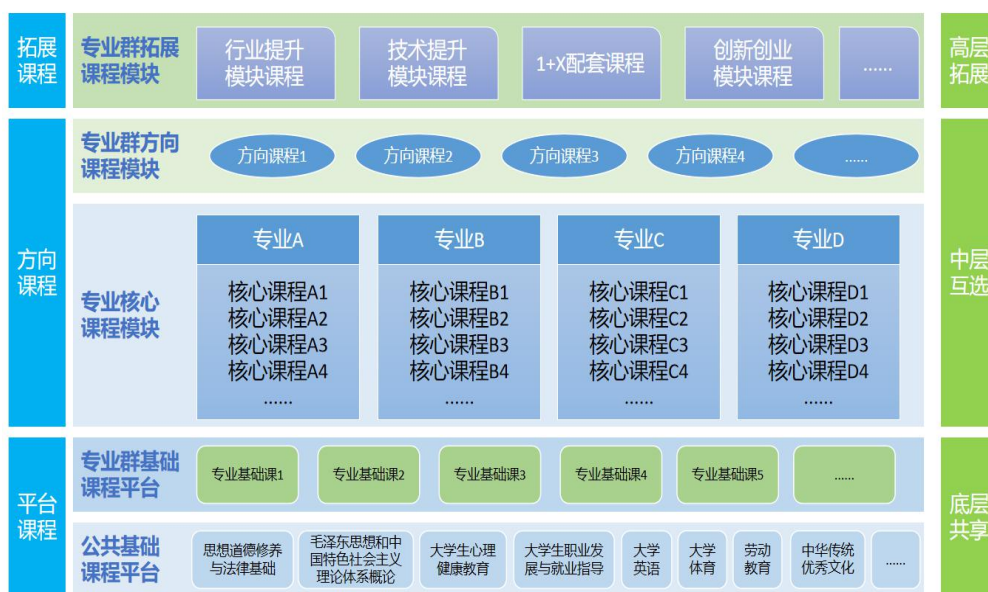 拓展
课程
专业群拓展
课程模块
行业提升
模块课程
技术提升
模块课程
1+X配套课程
创新创业
模块课程
......
高层
拓展
方向
课程
专业群方向
课程模块
方向课程1
方向课程2
方向课程3
方向课程4
......
专业核心
课程模块
专业A
核心课程A1
核心课程A2
核心课程A3
核心课程A4
......
专业B
核心课程B1
核心课程B2
核心课程B3
核心课程B4
......
专业C
核心课程C1
核心课程C2
核心课程C3
核心课程C4
......
专业D
核心课程D1
核心课程D2
核心课程D3
核心课程D4
......
中层
互选
平台
课程
专业群基础
课程平台
专业基础课1
专业基础课2
专业基础课3
专业基础课4
专业基础课5
......
公共基础
课程平台
思想道德修养
与法律基础
毛泽东思想和中
国特色社会主义
理论体系概论
大学生心理
健康教育
大学生职业发
展与就业指导
大学
英语
大学
体育
劳动
教育
中华传统
优秀文化
......
底层
共享